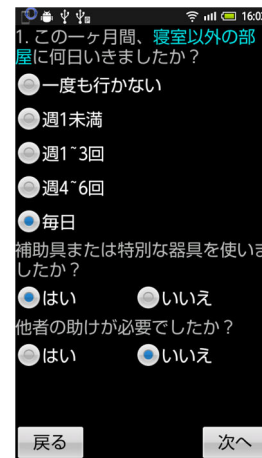 16:03
1. この一ヶ月間、寝室以外の部
屋に何日いきましたか？
一度も行かない
週1未満
週1~3回
週4~6回
毎日
補助具または特別な器具を使いま
したか？
はい いいえ
他者の助けが必要でしたか？
はい いいえ
戻る 次へ